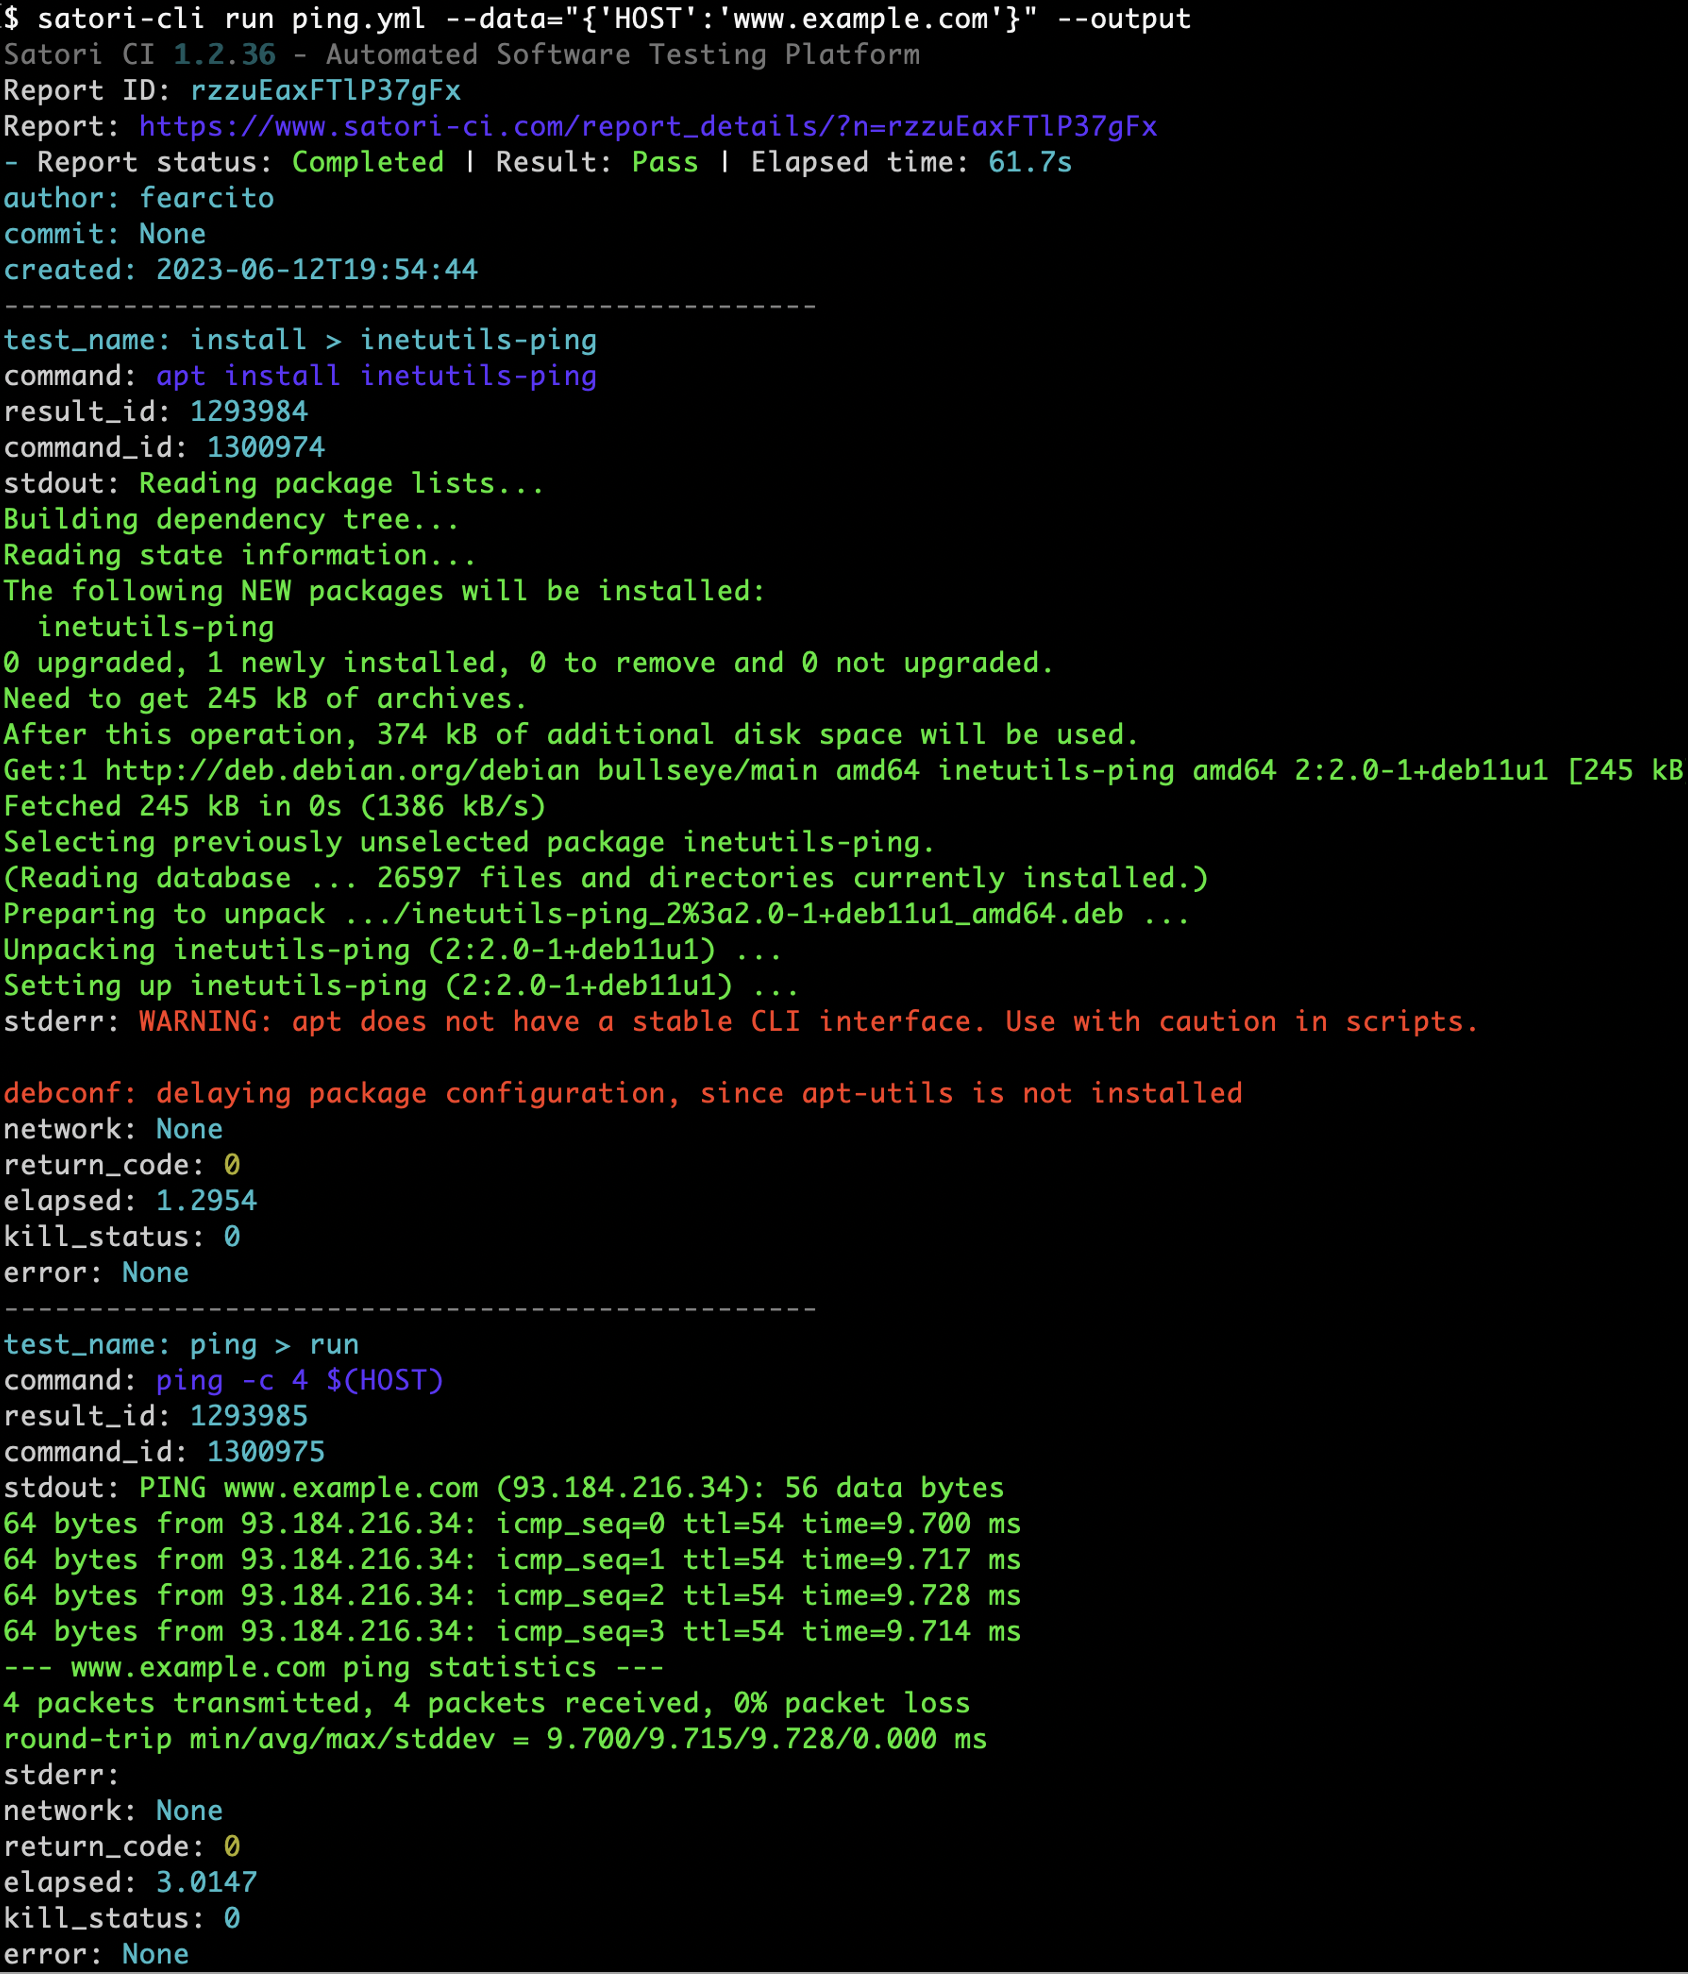 $ satori-cli run ping.yml --data="{'HOST':'www.example.com'}" --output
Satori CI 1.2.36 - Automated Software Testing Platform
Report ID: rzzuEaxFTlP37gFx
Report: https://www.satori-ci.com/report_details/?n=rzzuEaxFTlP37gFx
- Report status: Completed | Result: Pass | Elapsed time: 61.7s
author: fearcito
commit: None
created: 2023-06-12T19:54:44
------------------------------------------------
test_name: install > inetutils-ping
command: apt install inetutils-ping
result_id: 1293984
command_id: 1300974
stdout: Reading package lists...
Building dependency tree...
Reading state information...
The following NEW packages will be installed:
  inetutils-ping
0 upgraded, 1 newly installed, 0 to remove and 0 not upgraded.
Need to get 245 kB of archives.
After this operation, 374 kB of additional disk space will be used.
Get:1 http://deb.debian.org/debian bullseye/main amd64 inetutils-ping amd64 2:2.0-1+deb11u1 [245 kB
Fetched 245 kB in 0s (1386 kB/s)
Selecting previously unselected package inetutils-ping.
(Reading database ... 26597 files and directories currently installed.)
Preparing to unpack .../inetutils-ping_2%3a2.0-1+deb11u1_amd64.deb ...
Unpacking inetutils-ping (2:2.0-1+deb11u1) ...
Setting up inetutils-ping (2:2.0-1+deb11u1) ...
stderr: WARNING: apt does not have a stable CLI interface. Use with caution in scripts.
debconf: delaying package configuration, since apt-utils is not installed
network: None
return_code: 0
elapsed: 1.2954
kill_status: 0
error: None
------------------------------------------------
test_name: ping > run
command: ping -c 4 $(HOST)
result_id: 1293985
command_id: 1300975
stdout: PING www.example.com (93.184.216.34): 56 data bytes
64 bytes from 93.184.216.34: icmp_seq=0 ttl=54 time=9.700 ms
64 bytes from 93.184.216.34: icmp_seq=1 ttl=54 time=9.717 ms
64 bytes from 93.184.216.34: icmp_seq=2 ttl=54 time=9.728 ms
64 bytes from 93.184.216.34: icmp_seq=3 ttl=54 time=9.714 ms
--- www.example.com ping statistics ---
4 packets transmitted, 4 packets received, 0% packet loss
round-trip min/avg/max/stddev = 9.700/9.715/9.728/0.000 ms
stderr:
network: None
return_code: 0
elapsed: 3.0147
kill_status: 0
error: None